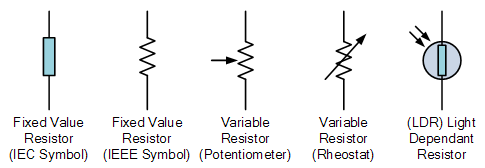 Fixed Value
Resistor
(IEC Symbol)
Fixed Value
Resistor
(IEEE Symbol)
Variable
Resistor
(Potentiometer)
Variable
Resistor
(Rheostat)
(LDR) Light
Dependant
Resistor